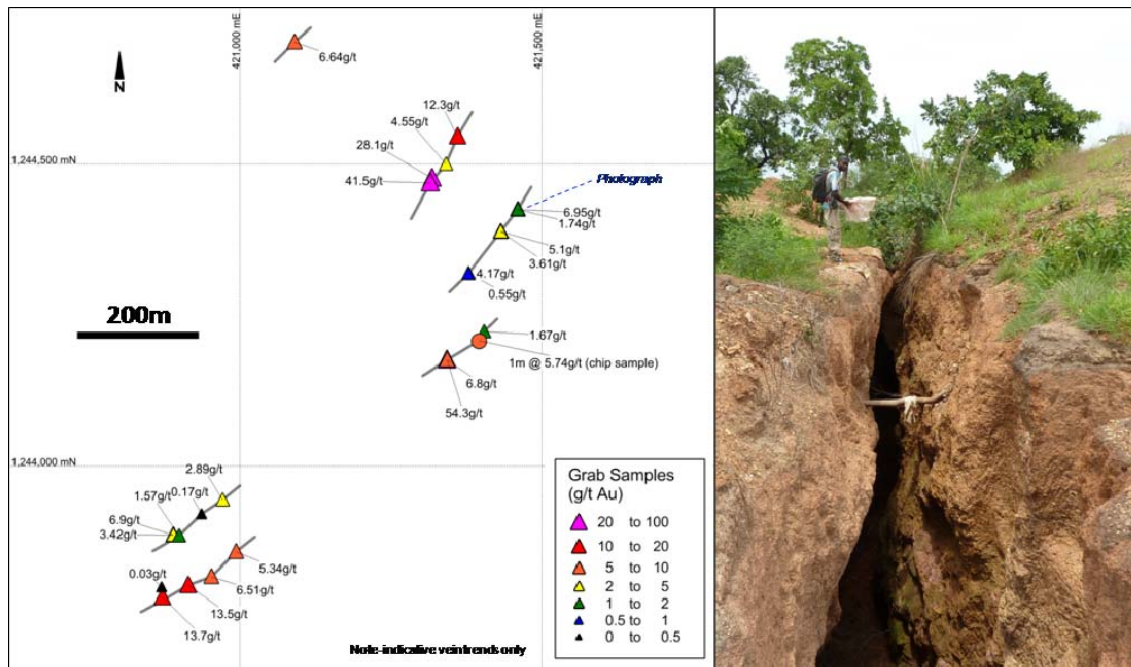 421,000 mE
421,500 mE
N
6.64g/t
12.3g/t
4.55g/t
28.1g/t
1,244,500 mN
41.5g/t
Photograph
6.95g/t
1.74g/t
5.1g/t
3.61g/t
4.17g/t
0.55g/t
200m
1.67g/t
1m @ 5.74g/t (chip sample)
6.8g/t
54.3g/t
1,244,000 mN
2.89g/t
0.17g/t
1.57g/t
6.9g/t
3.42g/t
5.34g/t
0.03g/t
6.51g/t
13.5g/t
13.7g/t
Grab Samples
(g/t Au)
20 to 100
10 to 20
5 to 10
2 to 5
1 to 2
0.5 to 1
0 to 0.5
Note-indicative vein trends only